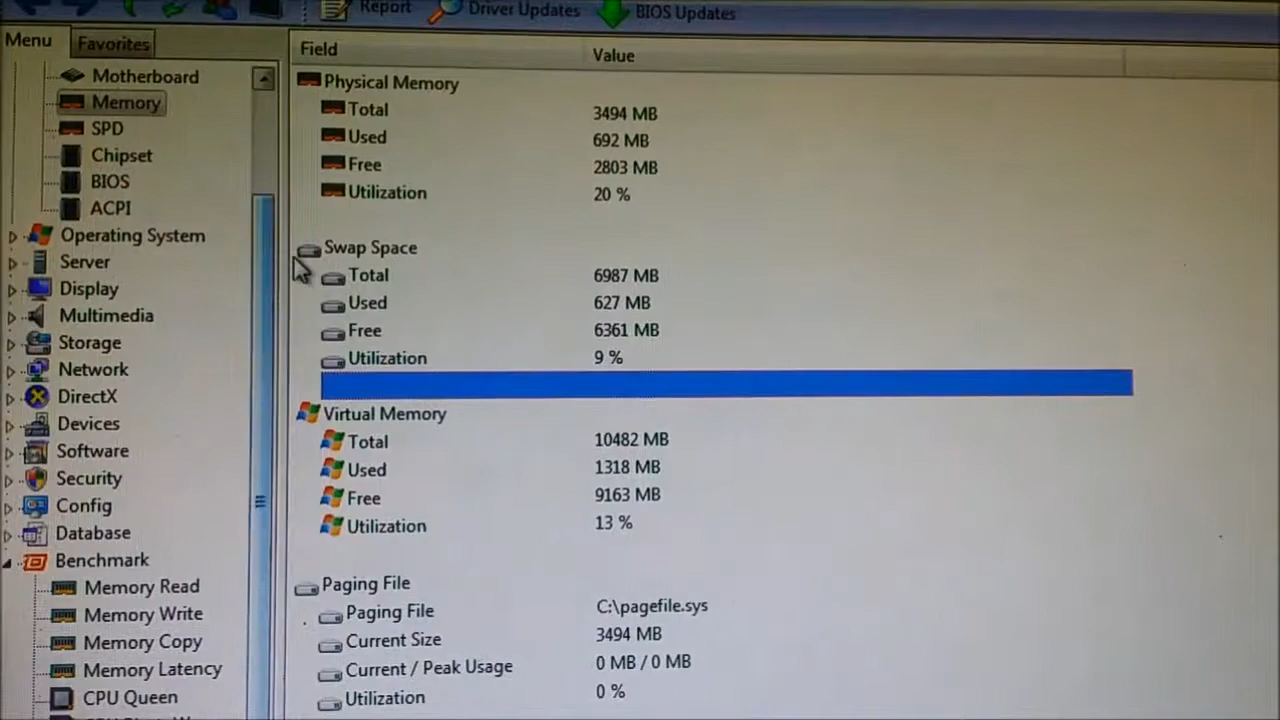 Report Driver Updates BIOS Updates
Menu Favorites
Field Value
Motherboard
Memory
SPD
Chipset
BIOS
ACPI
Operating System
Server
Display
Multimedia
Storage
Network
DirectX
Devices
Software
Security
Config
Database
Benchmark
Memory Read
Memory Write
Memory Copy
Memory Latency
CPU Queen
Physical Memory
Total 3494 MB
Used 692 MB
Free 2803 MB
Utilization 20 %
Swap Space
Total 6987 MB
Used 627 MB
Free 6361 MB
Utilization 9 %
Virtual Memory
Total 10482 MB
Used 1318 MB
Free 9163 MB
Utilization 13 %
Paging File
Paging File C:\pagefile.sys
Current Size 3494 MB
Current / Peak Usage 0 MB / 0 MB
Utilization 0 %